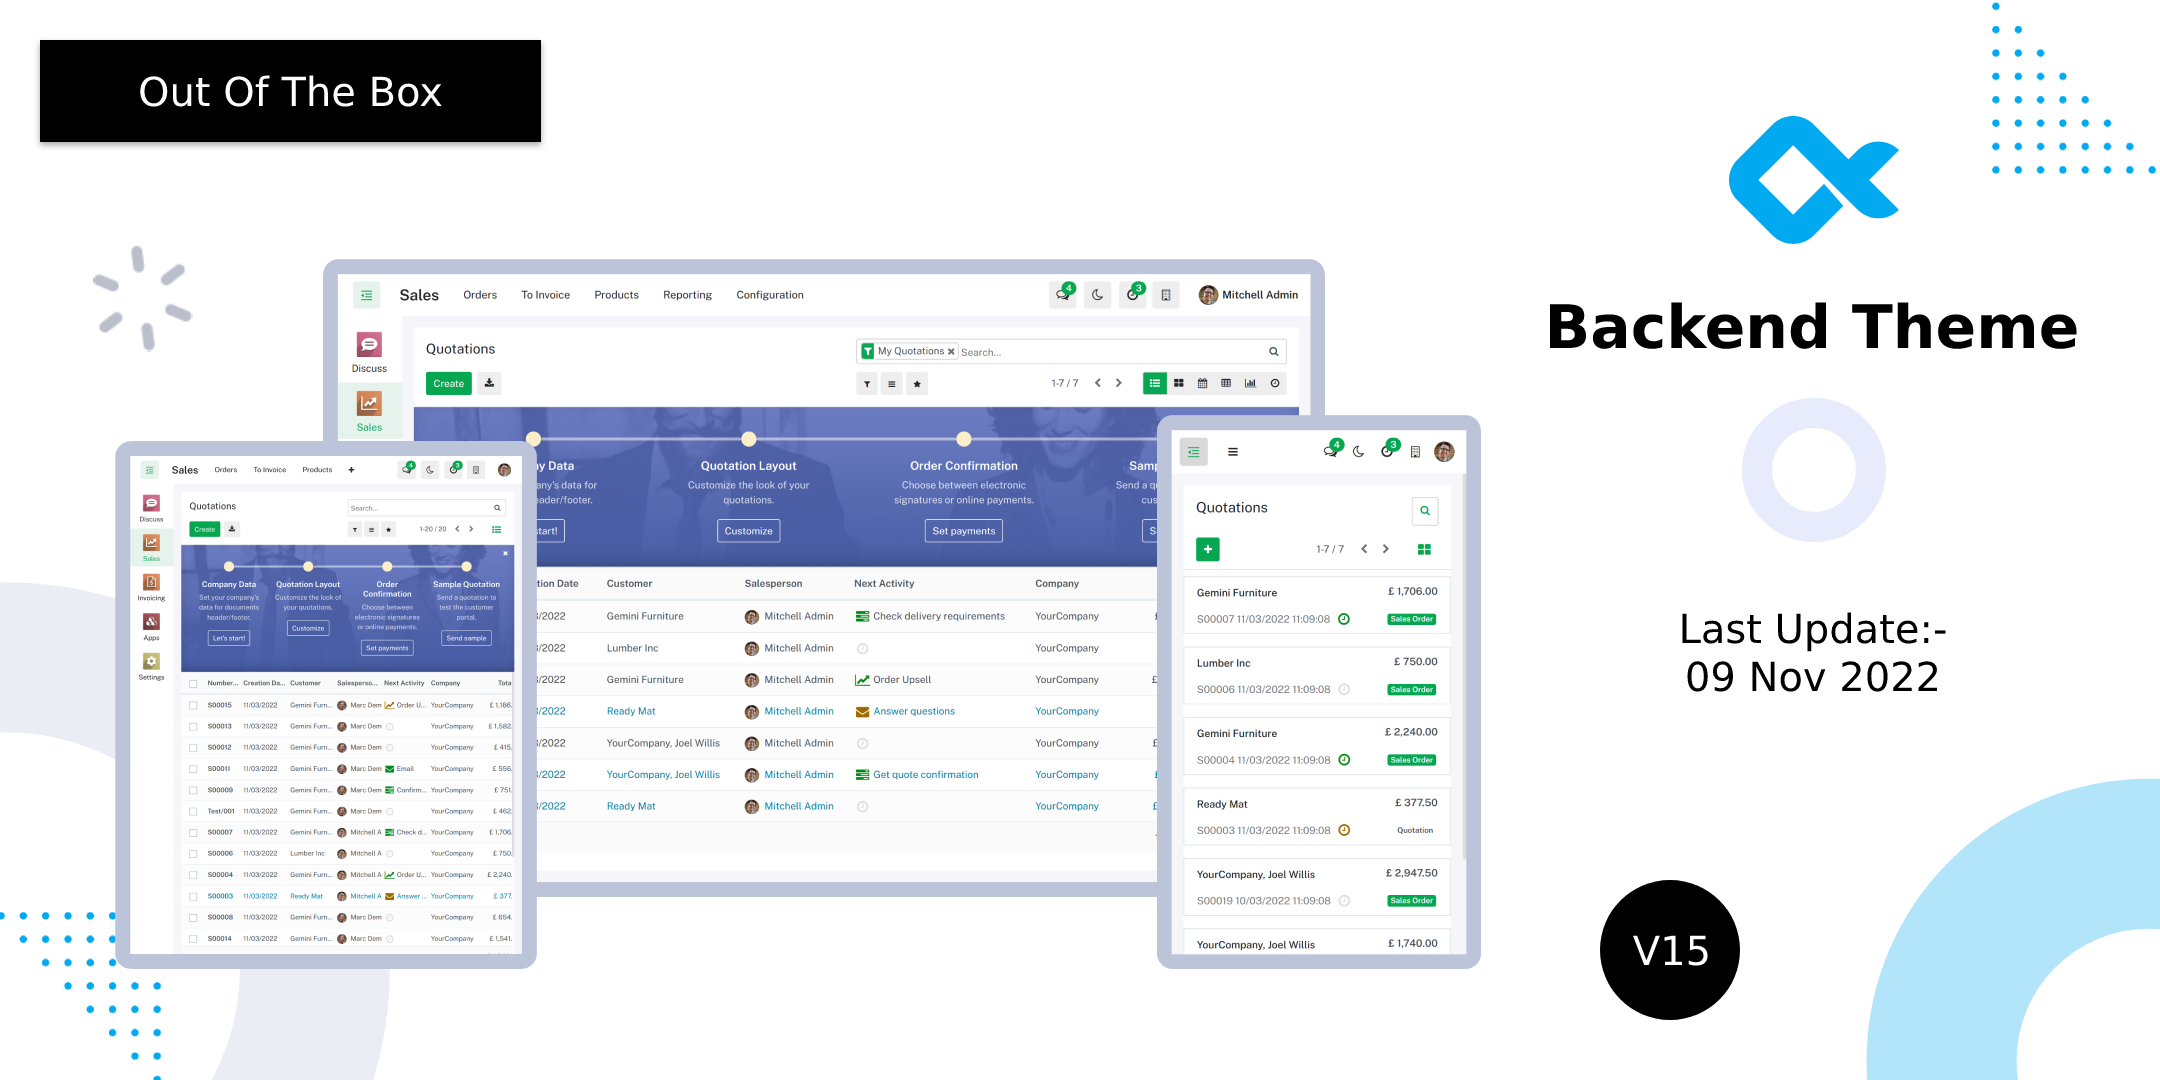 Out Of The Box
Backend Theme
Last Update:-
09 Nov 2022
V15
Sales Orders To Invoice Products Reporting Configuration 4 3 Mitchell Admin
Discuss
Sales
Quotations
My Quotations Search...
Create
1-7 / 7
Quotation Layout
Customize the look of your
quotations.
Customize
Order Confirmation
Choose between electronic
signatures or online payments.
Set payments
Customer Salesperson Next Activity Company
Gemini Furniture Mitchell Admin Check delivery requirements YourCompany
Lumber Inc Mitchell Admin YourCompany
Gemini Furniture Mitchell Admin Order Upsell YourCompany
Ready Mat Mitchell Admin Answer questions YourCompany
YourCompany, Joel Willis Mitchell Admin YourCompany
YourCompany, Joel Willis Mitchell Admin Get quote confirmation YourCompany
Ready Mat Mitchell Admin YourCompany
Sales Orders To Invoice Products 4 3
Discuss
Sales
Invoicing
Apps
Settings
Quotations
Search...
Create
1-20 / 20
Company Data
Set your company's
data for documents
header/footer.
Let's start!
Quotation Layout
Customize the look of
your quotations.
Customize
Order
Confirmation
Choose between
electronic signatures
or online payments.
Set payments
Sample Quotation
Send a quotation to
test the customer
portal.
Send sample
Number... Creation Da... Customer Salesperso... Next Activity Company Tota
S00015 11/03/2022 Gemini Furn... Marc Dem Order U... YourCompany £ 1,186.
S00013 11/03/2022 Gemini Furn... Marc Dem YourCompany £ 1,582.
S00012 11/03/2022 Gemini Furn... Marc Dem YourCompany £ 415.
S00011 11/03/2022 Gemini Furn... Marc Dem Email YourCompany £ 556.
S00009 11/03/2022 Gemini Furn... Marc Dem Confirm... YourCompany £ 751.
Test/001 11/03/2022 Gemini Furn... Marc Dem YourCompany £ 462.
S00007 11/03/2022 Gemini Furn... Mitchell A Check d... YourCompany £ 1,706.
S00006 11/03/2022 Lumber Inc Mitchell A YourCompany £ 750.
S00004 11/03/2022 Gemini Furn... Mitchell A Order U... YourCompany £ 2,240.
S00003 11/03/2022 Ready Mat Mitchell A Answer ... YourCompany £ 377.
S00008 11/03/2022 Gemini Furn... Marc Dem YourCompany £ 654.
S00014 11/03/2022 Gemini Furn... Marc Dem YourCompany £ 1,541.
4 3
Quotations
1-7 / 7
Gemini Furniture £ 1,706.00
S00007 11/03/2022 11:09:08 Sales Order
Lumber Inc £ 750.00
S00006 11/03/2022 11:09:08 Sales Order
Gemini Furniture £ 2,240.00
S00004 11/03/2022 11:09:08 Sales Order
Ready Mat £ 377.50
S00003 11/03/2022 11:09:08 Quotation
YourCompany, Joel Willis £ 2,947.50
S00019 10/03/2022 11:09:08 Sales Order
YourCompany, Joel Willis £ 1,740.00